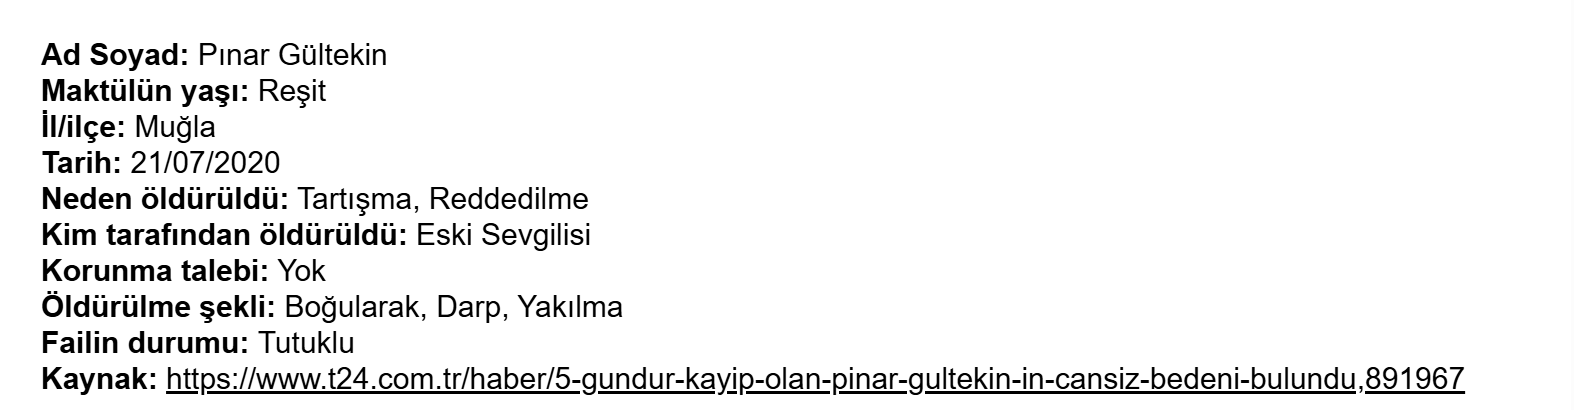 Ad Soyad: Pınar Gültekin
Maktülün yaşı: Reşit
İl/ilçe: Muğla
Tarih: 21/07/2020
Neden öldürüldü: Tartışma, Reddedilme
Kim tarafından öldürüldü: Eski Sevgilisi
Korunma talebi: Yok
Öldürülme şekli: Boğularak, Darp, Yakılma
Failin durumu: Tutuklu
Kaynak: https://www.t24.com.tr/haber/5-gundur-kayip-olan-pinar-gultekin-in-cansiz-bedeni-bulundu,891967